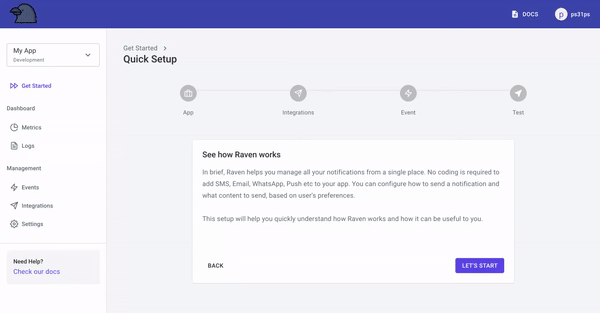 DOCS
p
ps31ps
My App
Development
Get Started
Dashboard
Metrics
Logs
Management
Events
Integrations
Settings
Need Help?
Check our docs
Get Started
Quick Setup
App
Integrations
Event
Test
See how Raven works
In brief, Raven helps you manage all your notifications from a single place. No coding is required to
add SMS, Email, WhatsApp, Push etc to your app. You can configure how to send a notification and
what content to send, based on user's preferences.
This setup will help you quickly understand how Raven works and how it can be useful to you.
BACK
LET'S START